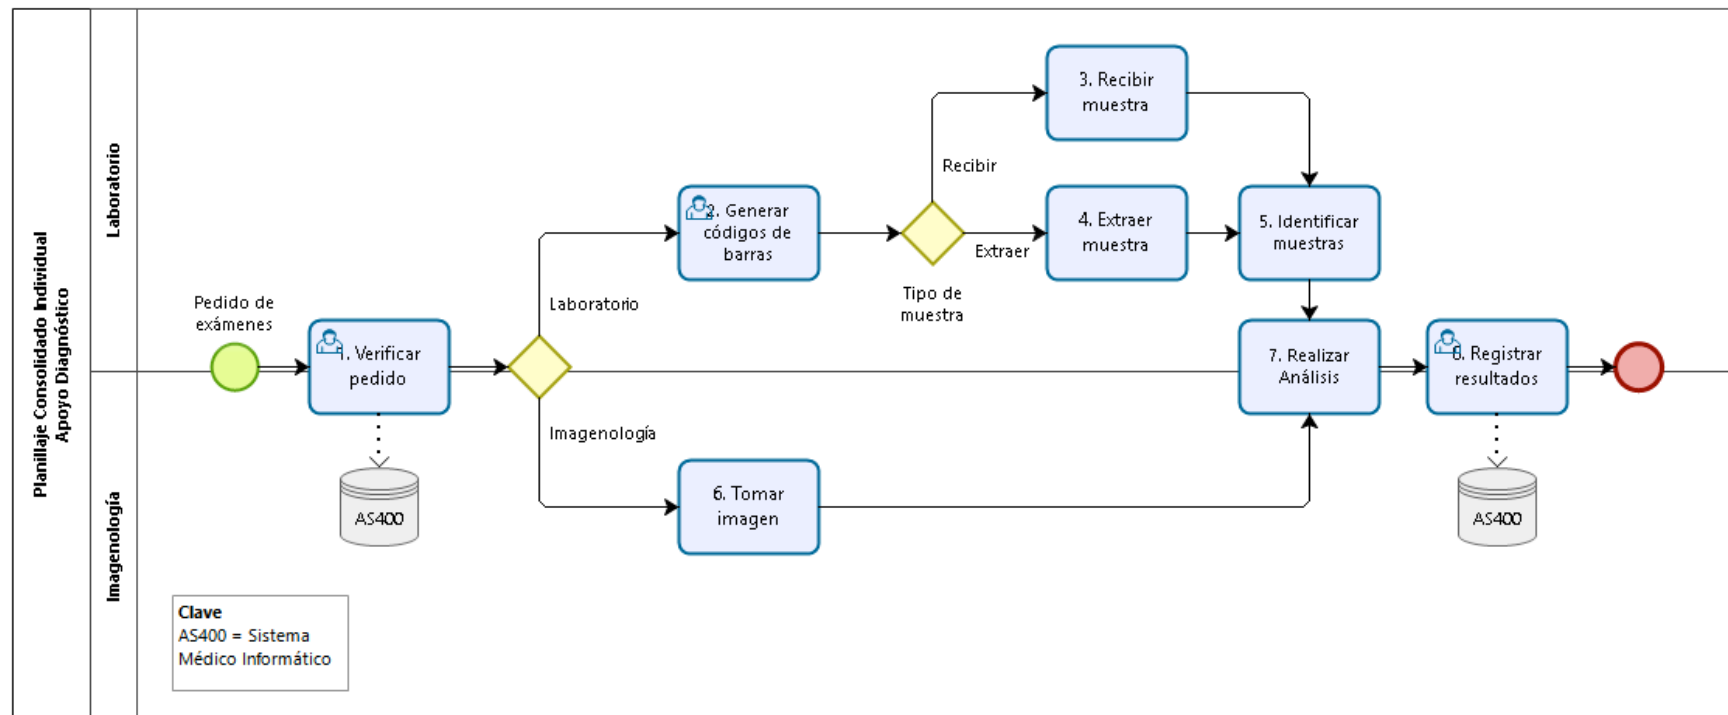 Planillaje Consolidado Individual
Apoyo Diagnóstico
Laboratorio
Imagenología
Pedido de
exámenes
1. Verificar
pedido
AS400
Laboratorio
Imagenología
2. Generar
códigos de
barras
Tipo de
muestra
Recibir
Extraer
3. Recibir
muestra
4. Extraer
muestra
5. Identificar
muestras
6. Tomar
imagen
7. Realizar
Análisis
8. Registrar
resultados
AS400
Clave
AS400 = Sistema
Médico Informático